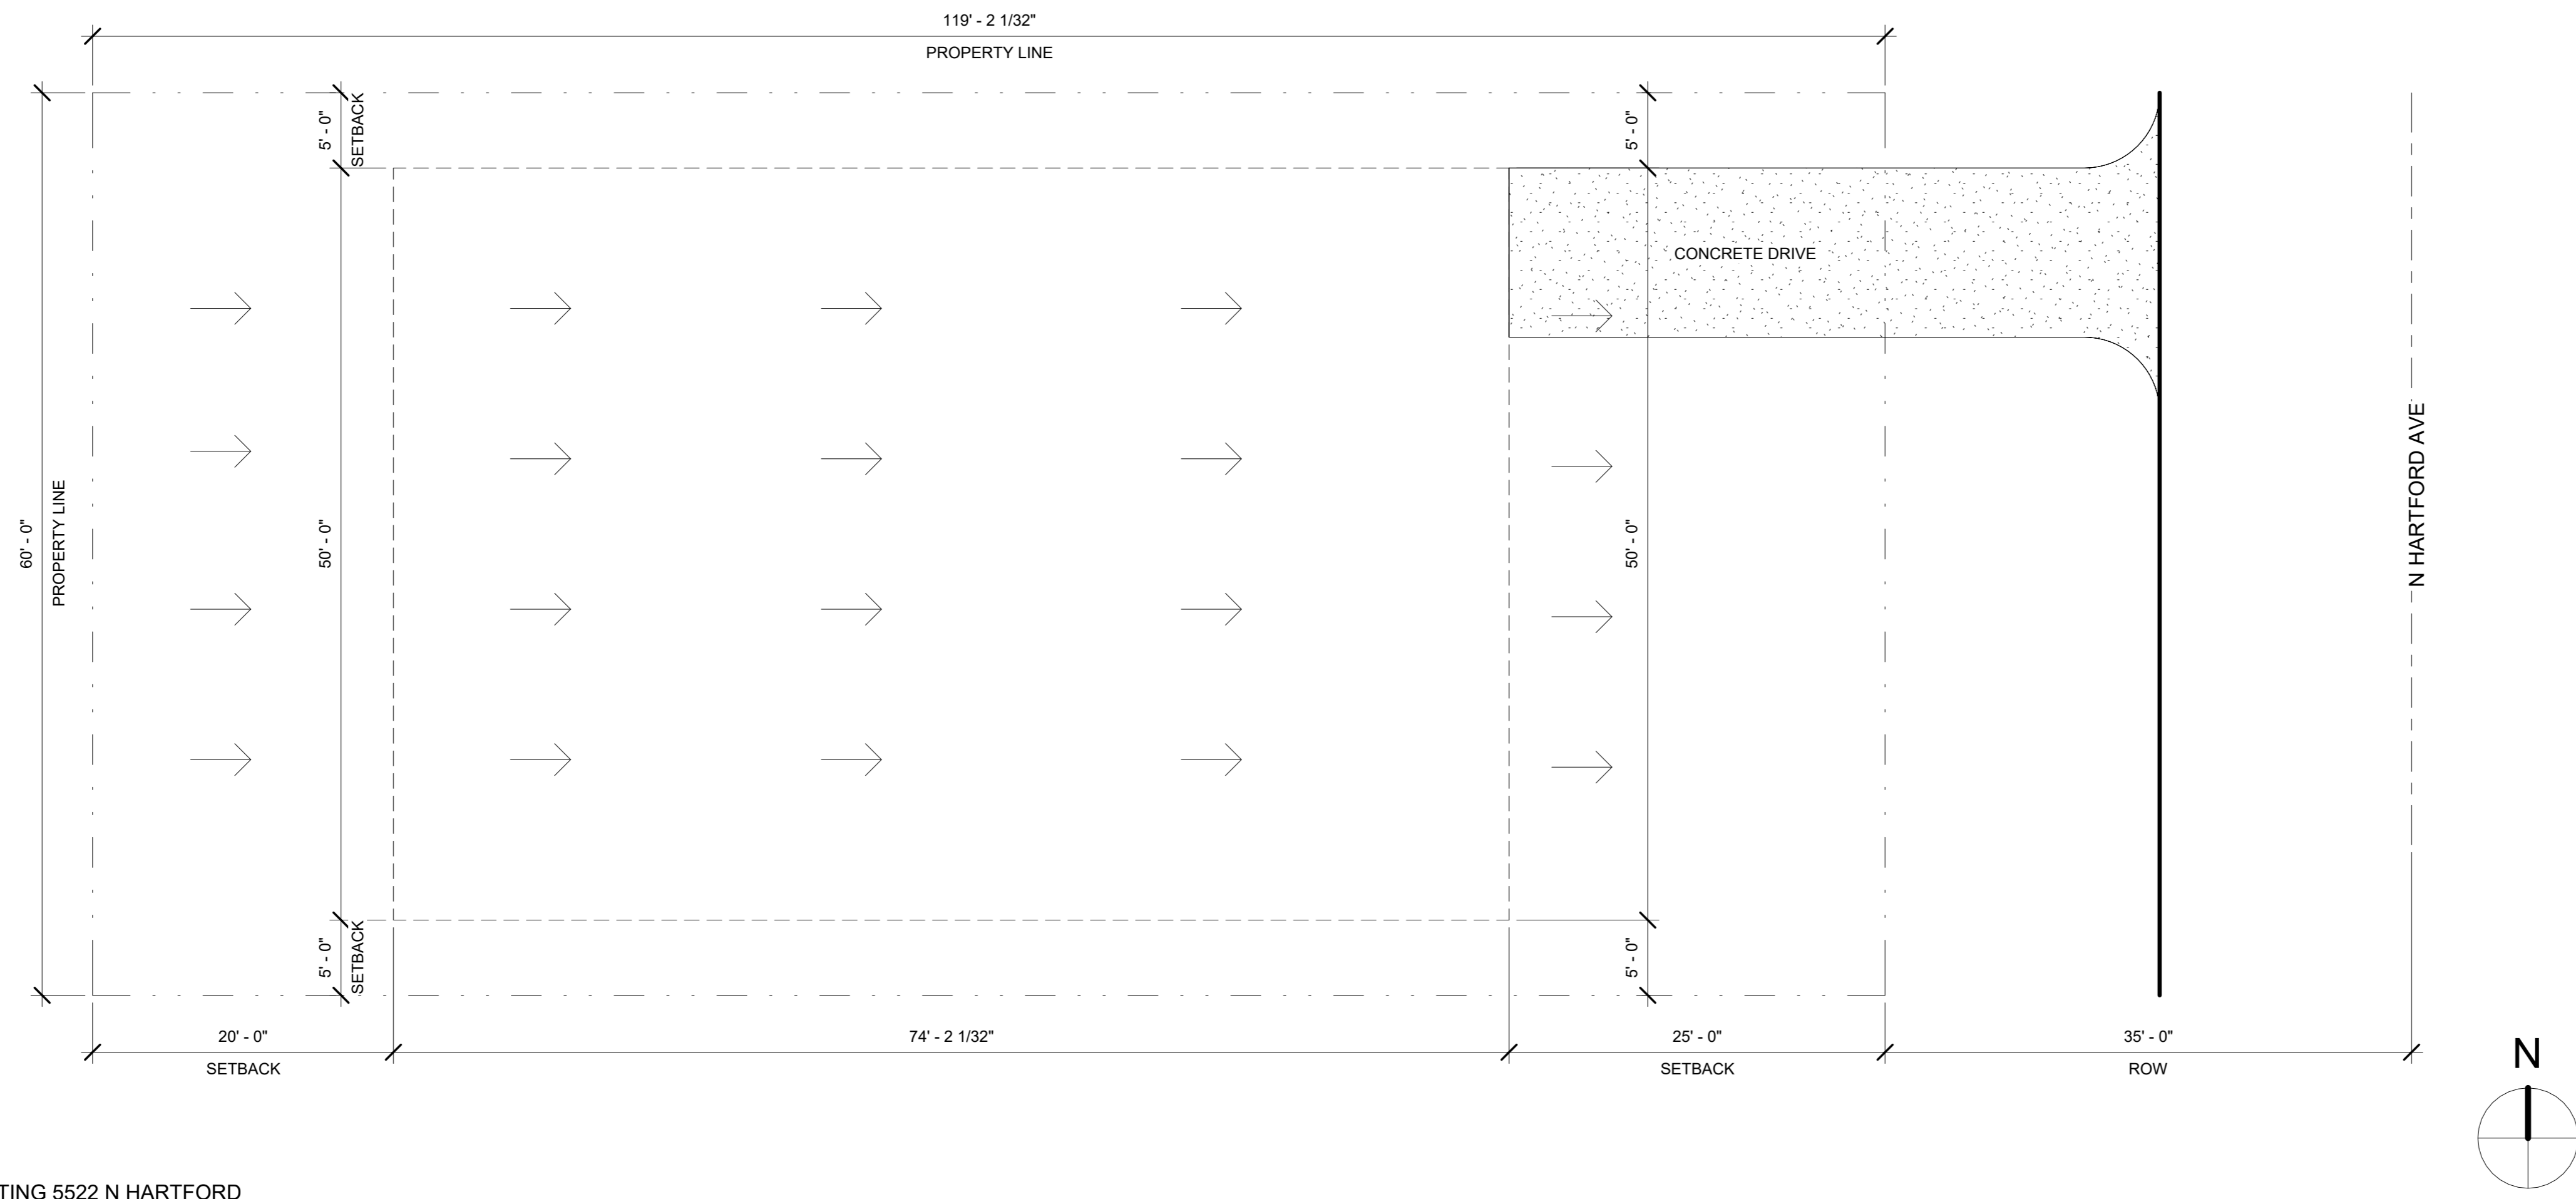 119' - 2 1/32"
PROPERTY LINE
5' - 0"
SETBACK
5' - 0"
CONCRETE DRIVE
60' - 0"
PROPERTY LINE
50' - 0"
50' - 0"
N HARTFORD AVE
5' - 0"
SETBACK
5' - 0"
20' - 0"
SETBACK
74' - 2 1/32"
25' - 0"
SETBACK
35' - 0"
ROW
N
TING 5522 N HARTFORD